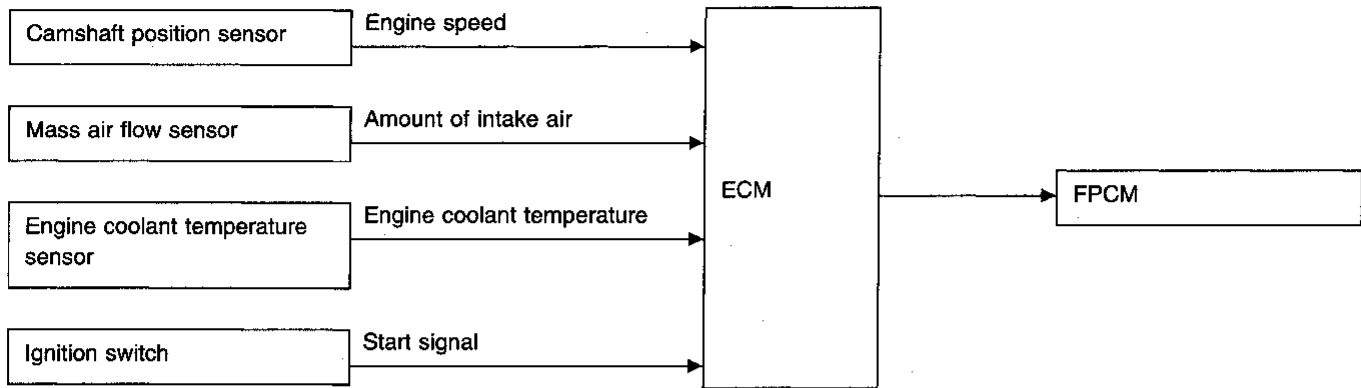 Camshaft position sensor
Engine speed
Mass air flow sensor
Amount of intake air
Engine coolant temperature
sensor
Engine coolant temperature
Ignition switch
Start signal
ECM
FPCM